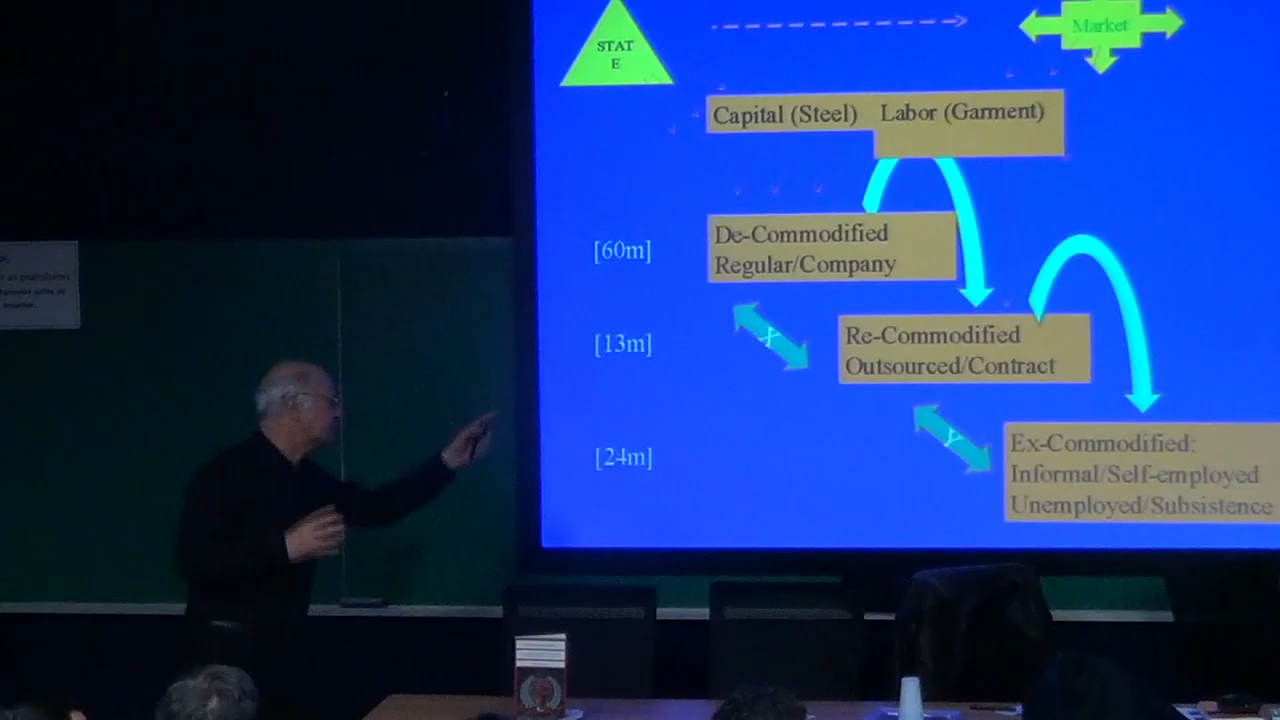 STAT
E
Market
Capital (Steel) Labor (Garment)
[60m]
De-Commodified
Regular/Company
X
[13m]
Re-Commodified
Outsourced/Contract
Y
[24m]
Ex-Commodified:
Informal/Self-employed
Unemployed/Subsistence